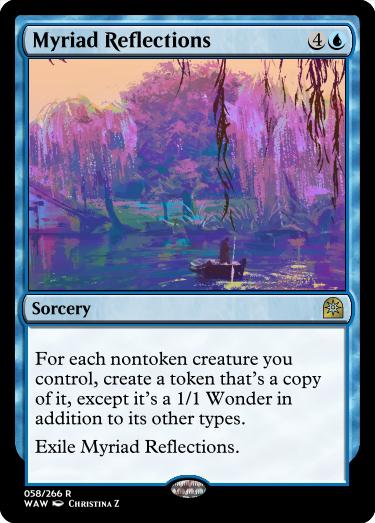 Myriad Reflections 4
Sorcery
For each nontoken creature you
control, create a token that's a copy
of it, except it's a 1/1 Wonder in
addition to its other types.
Exile Myriad Reflections.
058/266 R
WAW Christina Z